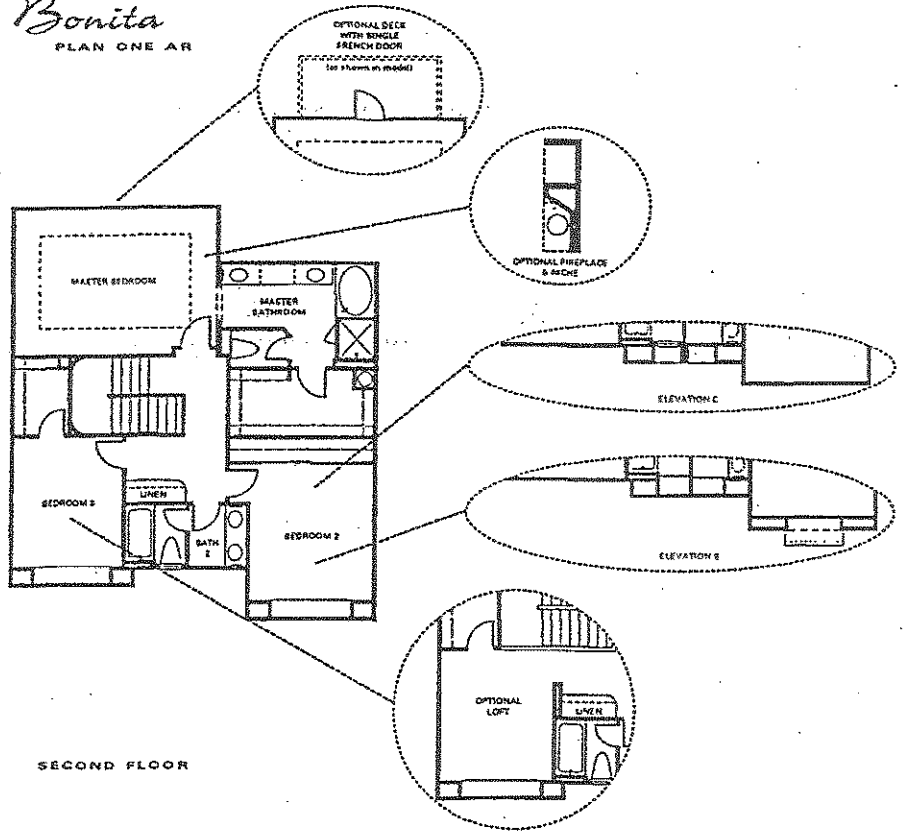 Bonita
PLAN ONE AR
OPTIONAL DECK
WITH SINGLE
FRENCH DOOR
(as shown in model)
OPTIONAL FIREPLACE
& NICHE
MASTER BEDROOM
MASTER
BATHROOM
ELEVATION C
LINEN
BEDROOM 3
BATH
2
BEDROOM 2
ELEVATION B
OPTIONAL
LOFT
LINEN
SECOND FLOOR